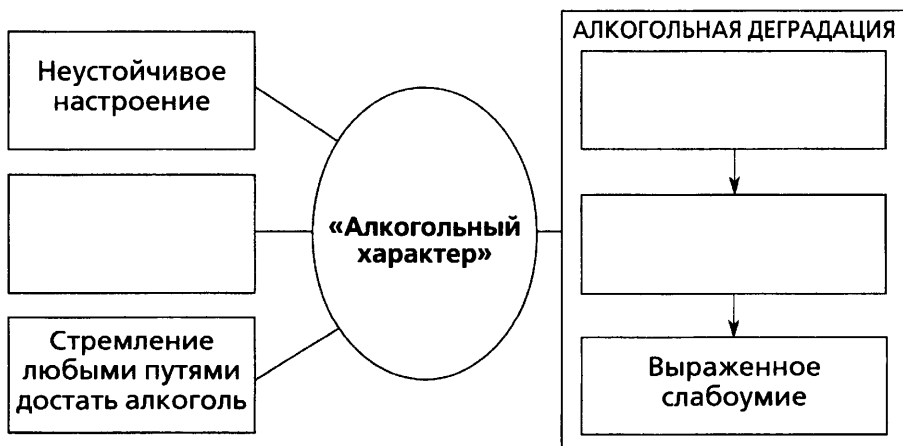 АЛКОГОЛЬНАЯ ДЕГРАДАЦИЯ
Неустойчивое
настроение
«Алкогольный
характер»
Стремление
любыми путями
достать алкоголь
Выраженное
слабоумие